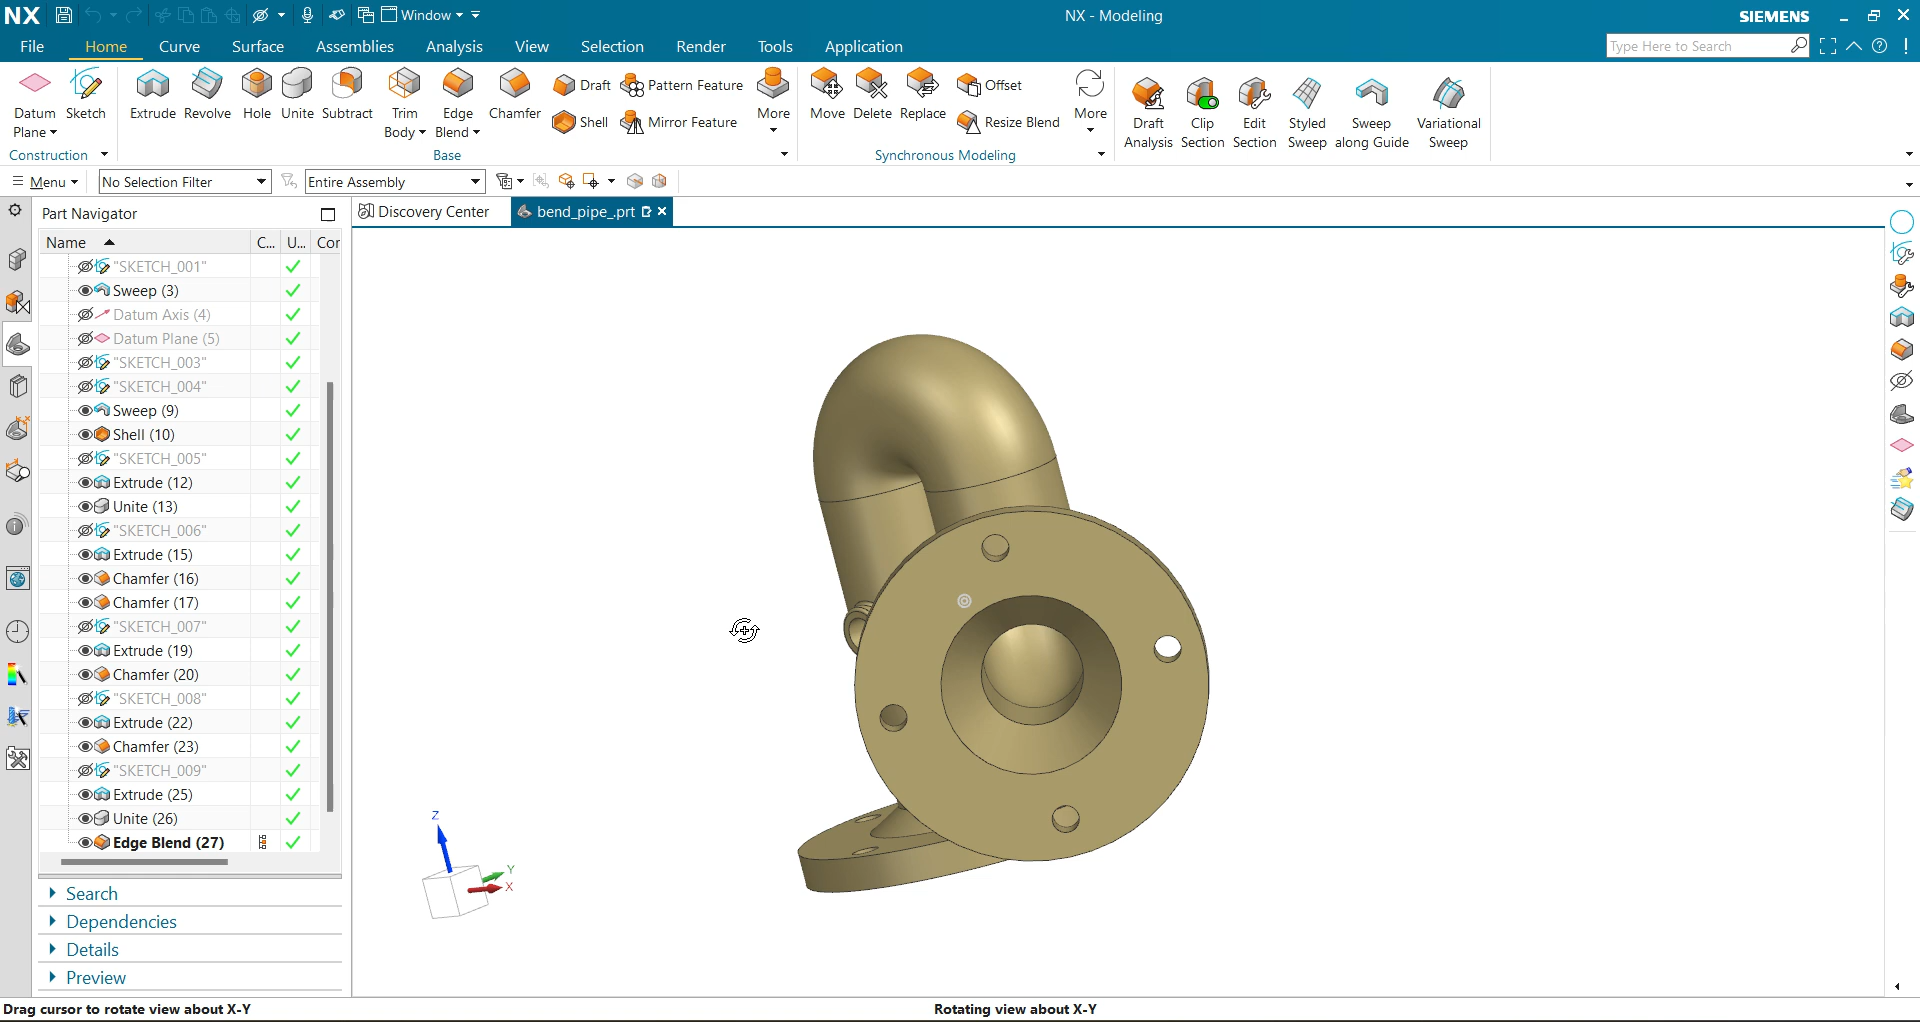 NX
Window
NX - Modeling
SIEMENS
File Home Curve Surface Assemblies Analysis View Selection Render Tools Application
Type Here to Search
Datum Plane
Sketch
Extrude
Revolve
Hole
Unite
Subtract
Trim Body
Edge Blend
Chamfer
Draft
Shell
Pattern Feature
Mirror Feature
More
Move
Delete
Replace
Offset
Resize Blend
More
Draft Analysis
Clip Section
Edit Section
Styled Sweep
Sweep along Guide
Variational Sweep
Construction
Base
Synchronous Modeling
Menu
No Selection Filter
Entire Assembly
Part Navigator
Discovery Center
bend_pipe_.prt
Name C... U... Cor
"SKETCH_001"
Sweep (3)
Datum Axis (4)
Datum Plane (5)
"SKETCH_003"
"SKETCH_004"
Sweep (9)
Shell (10)
"SKETCH_005"
Extrude (12)
Unite (13)
"SKETCH_006"
Extrude (15)
Chamfer (16)
Chamfer (17)
"SKETCH_007"
Extrude (19)
Chamfer (20)
"SKETCH_008"
Extrude (22)
Chamfer (23)
"SKETCH_009"
Extrude (25)
Unite (26)
Edge Blend (27)
Search
Dependencies
Details
Preview
Z
Y
X
Drag cursor to rotate view about X-Y
Rotating view about X-Y